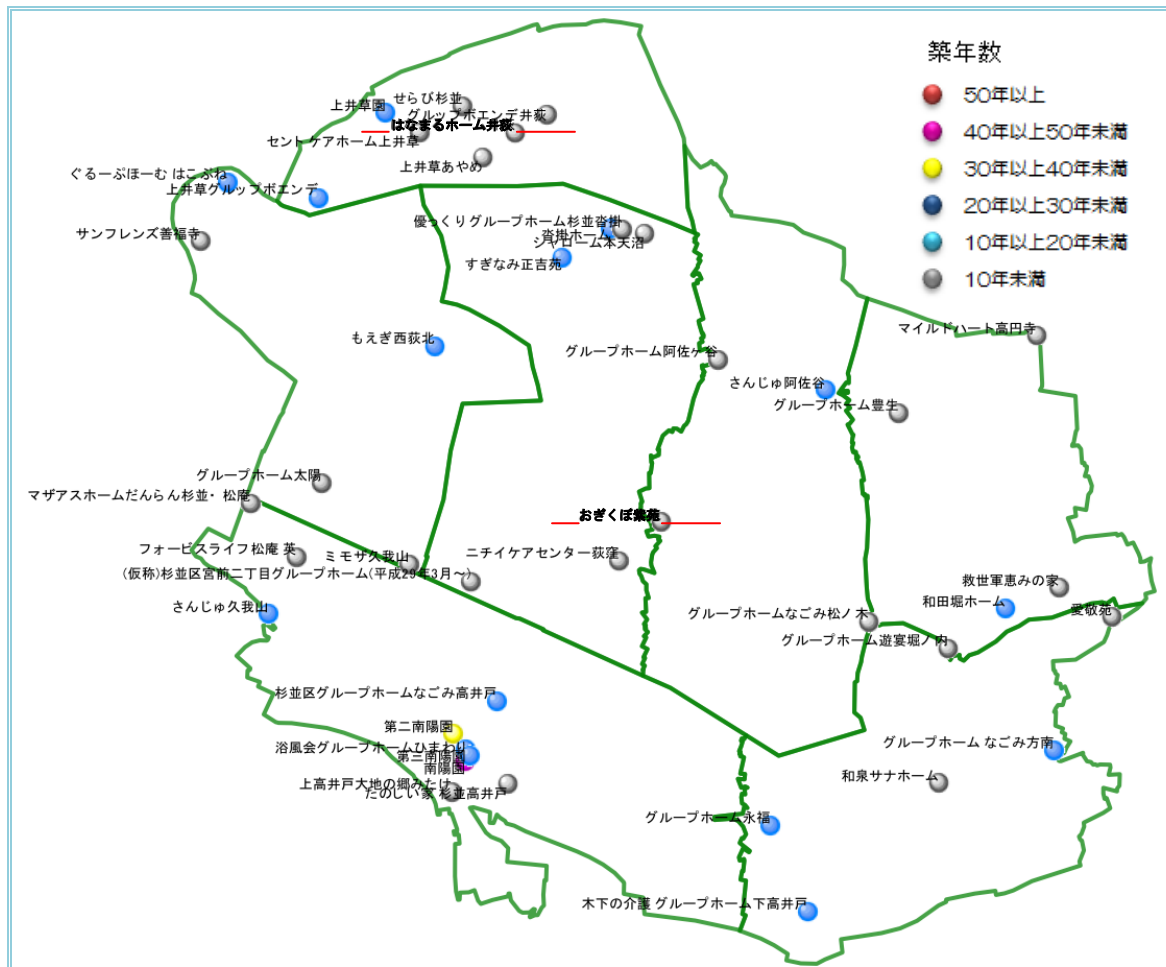 築年数
50年以上
40年以上50年未満
30年以上40年未満
20年以上30年未満
10年以上20年未満
10年未満
せらび杉並
上井草園
グループボエンデ井荻
はなまるホーム井荻
セントケアホーム上井草
上井草あやめ
ぐるーぷほーむ はこぶね
上井草グループボエンデ
サンフレンズ善福寺
優っくりグループホーム杉並沓掛
沓掛ホーム
シャローム本天沼
すぎなみ正吉苑
マイルドハート高円寺
もえぎ西荻北
グループホーム阿佐ヶ谷
さんじゅ阿佐谷
グループホーム豊生
グループホーム太陽
マザアスホームだんらん杉並・松庵
おぎくぼ紫苑
フォービスライフ松庵 英
ミモザ久我山
ニチイケアセンター荻窪
(仮称)杉並区宮前二丁目グループホーム(平成29年3月～)
救世軍恵みの家
さんじゅ久我山
和田堀ホーム
グループホームなごみ松ノ木
愛敬苑
グループホーム遊宴堀ノ内
杉並区グループホームなごみ高井戸
第二南陽園
グループホーム なごみ方南
浴風会グループホームひまわり
第三南陽園
南陽園
和泉サナホーム
上高井戸大地の郷みたけ
たのしい家 杉並高井戸
グループホーム永福
木下の介護 グループホーム下高井戸